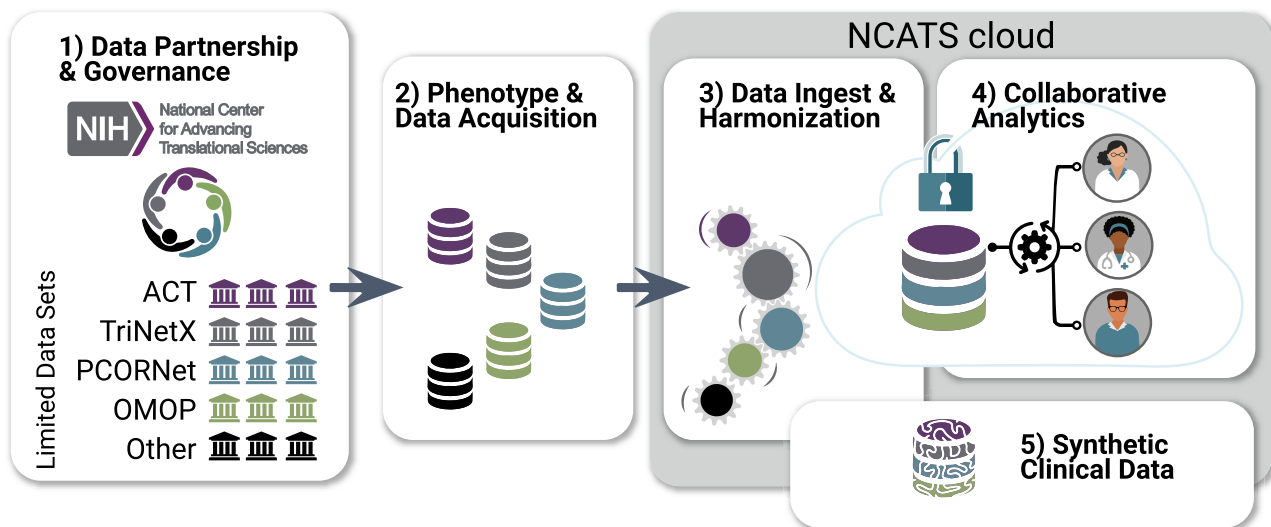 1) Data Partnership
& Governance
NIH
National Center
for Advancing
Translational Sciences
Limited Data Sets
ACT
TriNetX
PCORNet
OMOP
Other
2) Phenotype &
Data Acquisition
NCATS cloud
3) Data Ingest &
Harmonization
4) Collaborative
Analytics
5) Synthetic
Clinical Data